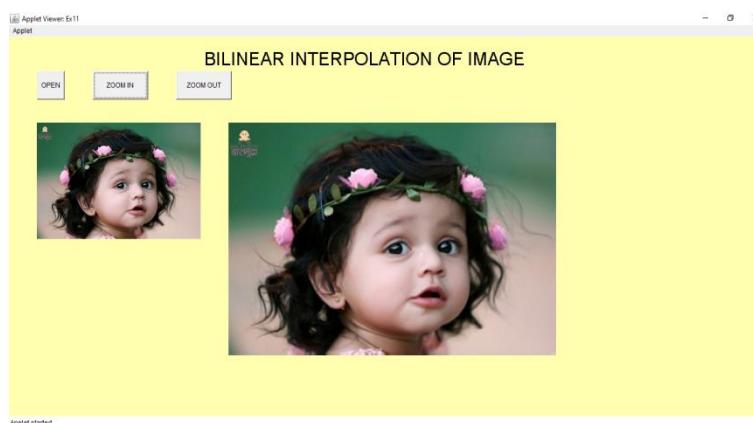 Applet Viewer: Ex11
Applet
BILINEAR INTERPOLATION OF IMAGE
OPEN
ZOOM IN
ZOOM OUT
Applet started.